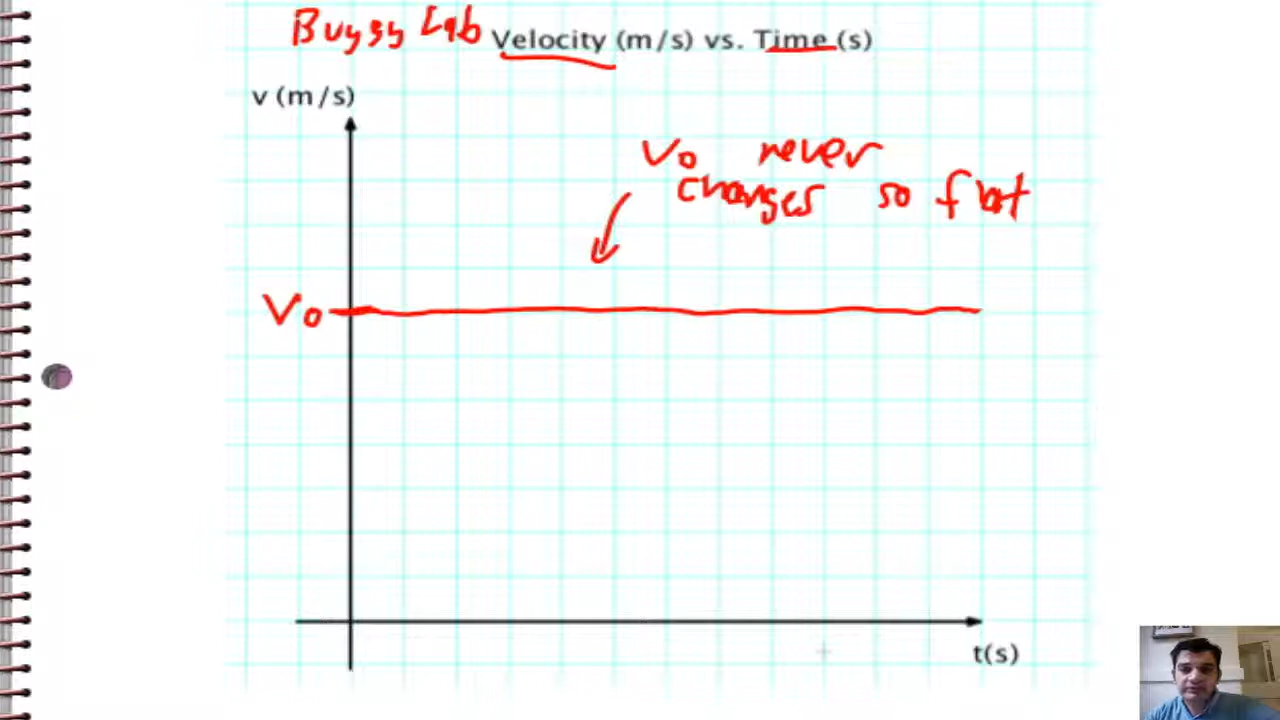 Buggy Lab Velocity (m/s) vs. Time (s)
v (m/s)
Vo never
changes so flat
Vo
t(s)